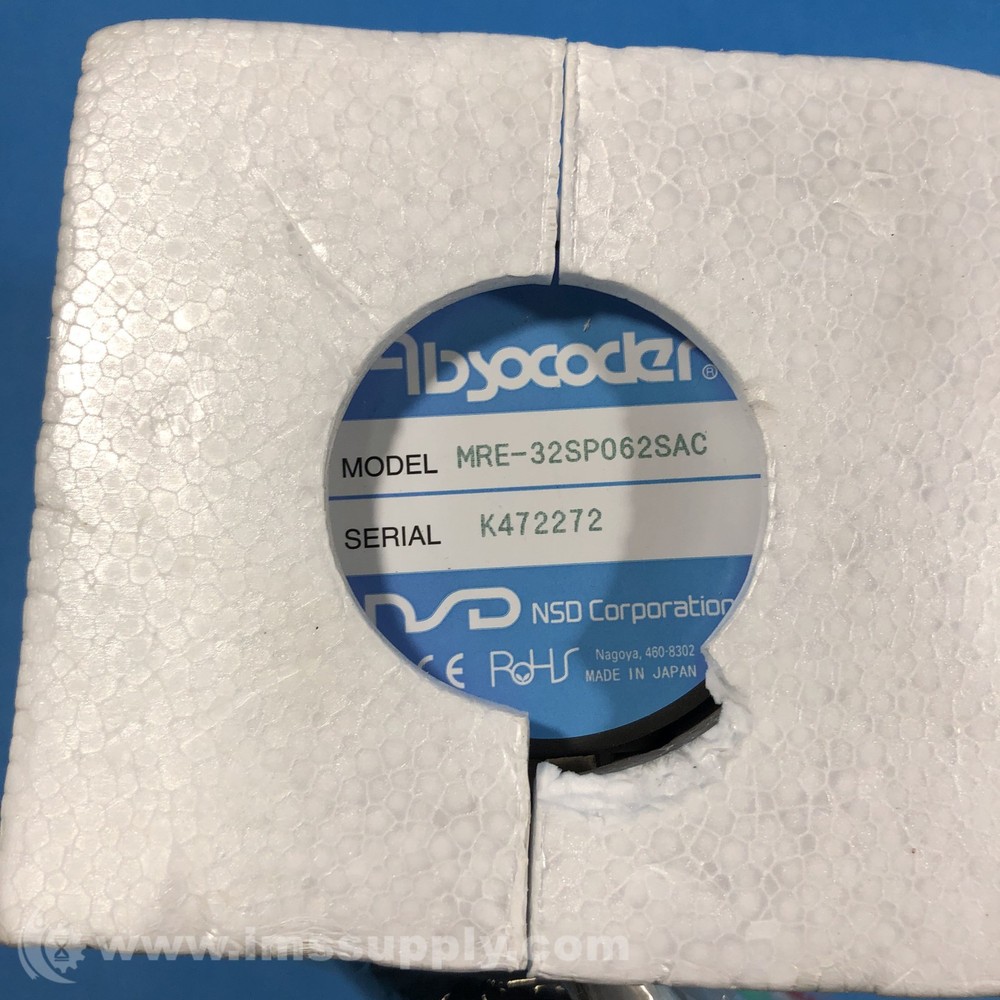 Absocoder®
MODEL MRE-32SP062SAC
SERIAL K472272
NSD NSD Corporation
CE RoHS Nagoya, 460-8302
MADE IN JAPAN
www.imssupply.com